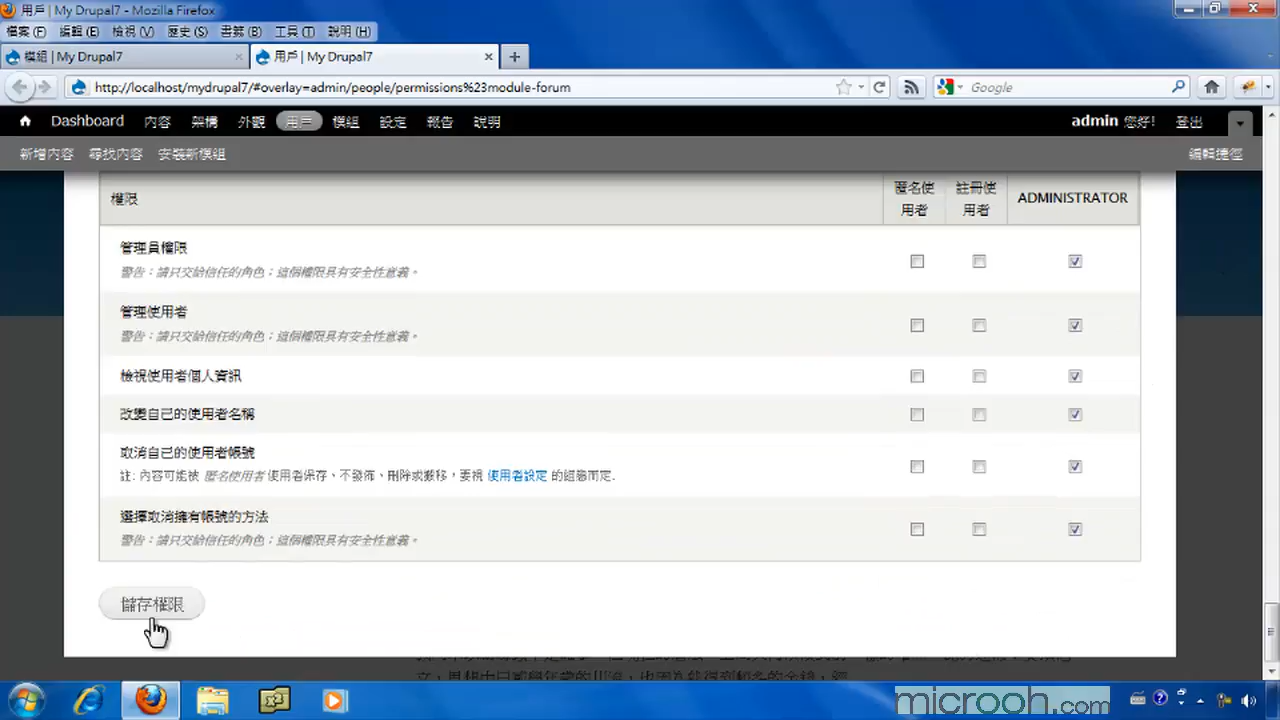 用戶 | My Drupal7 - Mozilla Firefox
檔案(F) 編輯(E) 檢視(V) 歷史(S) 書籤(B) 工具(T) 說明(H)
模組 | My Drupal7
用戶 | My Drupal7
http://localhost/mydrupal7/#overlay=admin/people/permissions%23module-forum
Google
Dashboard 內容 架構 外觀 用戶 模組 設定 報告 說明
admin 您好! 登出
新增內容 尋找內容 安裝新模組
編輯捷徑
權限
匿名使
用者
註冊使
用者
ADMINISTRATOR
管理員權限
警告：請只交給信任的角色；這個權限具有安全性意義。
管理使用者
警告：請只交給信任的角色；這個權限具有安全性意義。
檢視使用者個人資訊
改變自己的使用者名稱
取消自己的使用者帳號
註: 內容可能被 匿名使用者 使用者保存、不發佈、刪除或搬移，要視 使用者設定 的組態而定.
選擇取消擁有帳號的方法
警告：請只交給信任的角色；這個權限具有安全性意義。
儲存權限
microoh.com